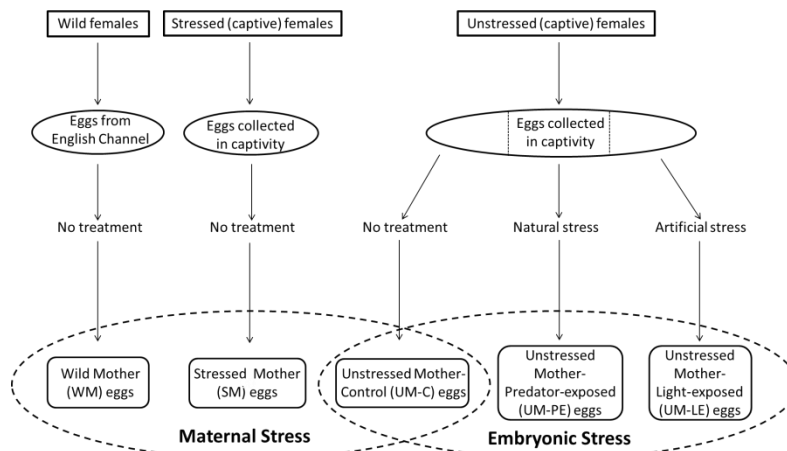 Wild females
Stressed (captive) females
Unstressed (captive) females
Eggs from
English Channel
Eggs collected
in captivity
Eggs collected
in captivity
No treatment
No treatment
No treatment
Natural stress
Artificial stress
Wild Mother
(WM) eggs
Stressed Mother
(SM) eggs
Unstressed Mother-
Control (UM-C) eggs
Unstressed
Mother-
Predator-exposed
(UM-PE) eggs
Unstressed
Mother-
Light-exposed
(UM-LE) eggs
Maternal Stress
Embryonic Stress